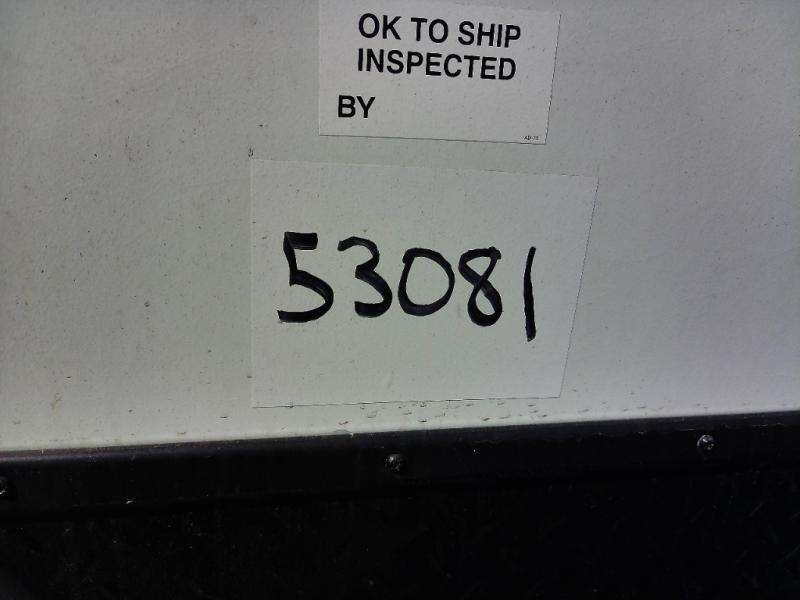 OK TO SHIP
INSPECTED
BY
53081